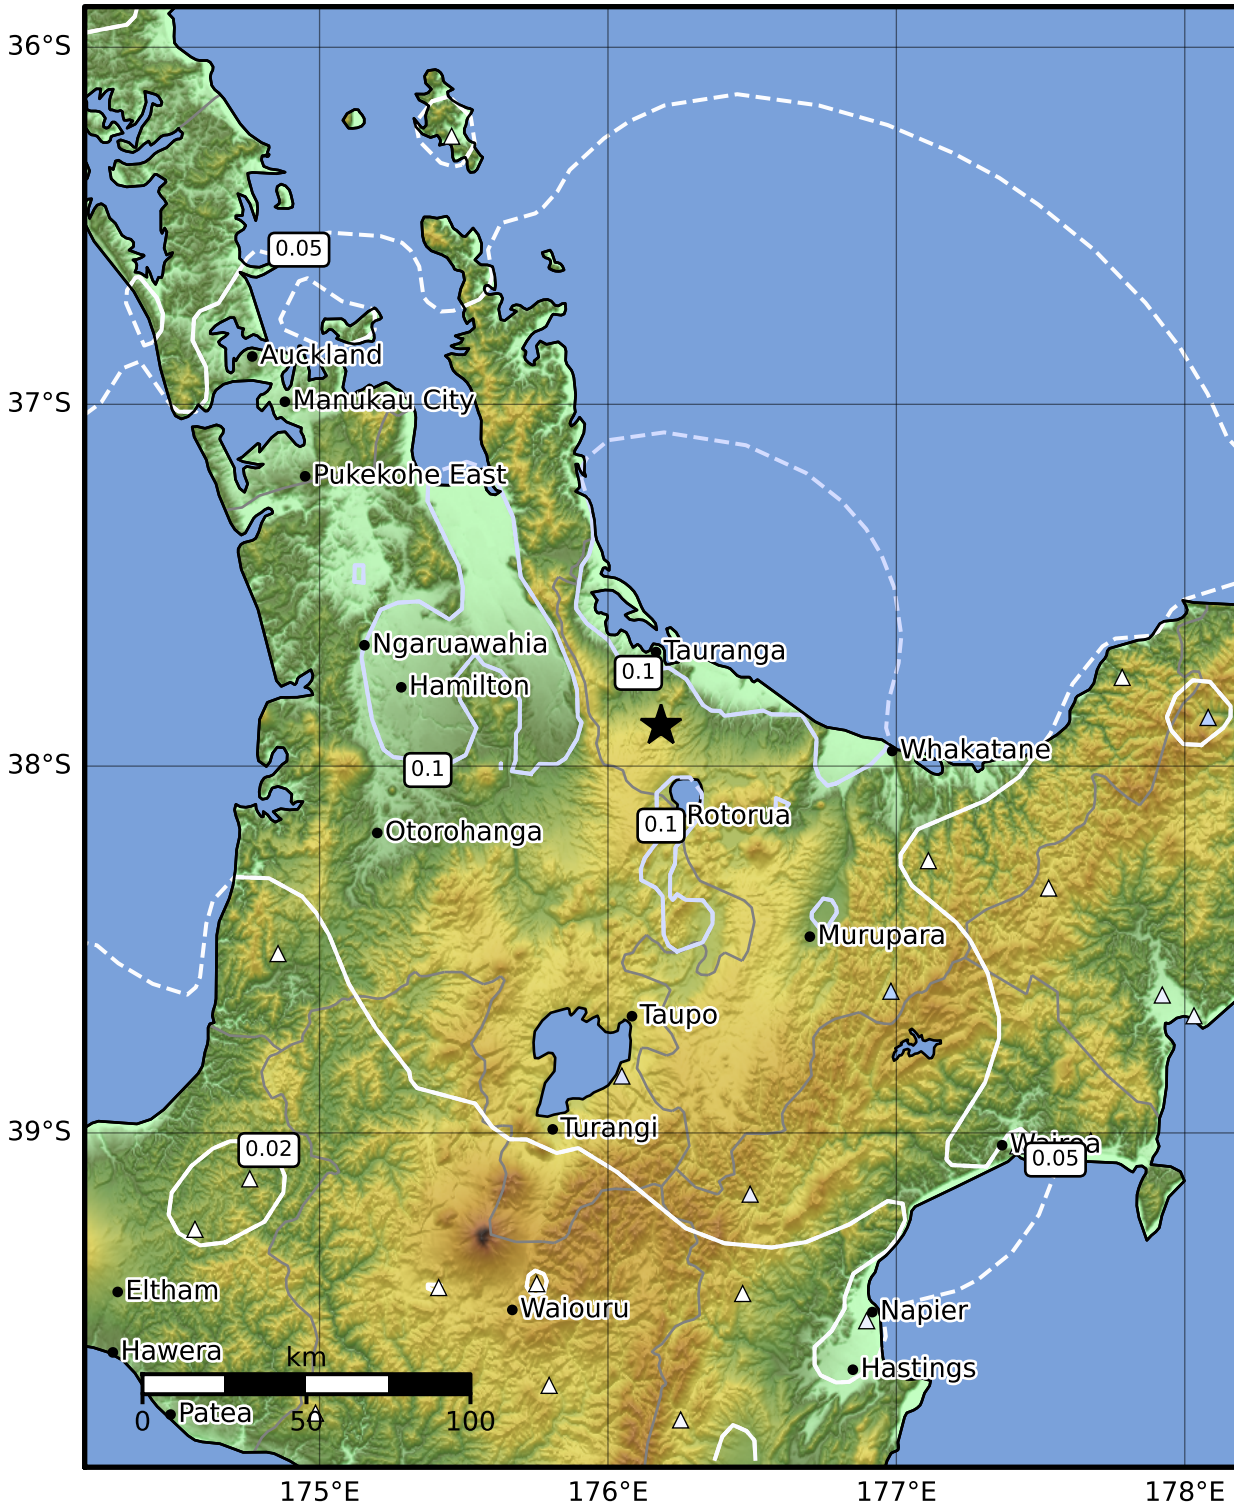 36°S
0.05
Auckland
37°S
Manukau City
Pukekohe East
Ngaruawahia
Tauranga
0.1
Hamilton
Whakatane
38°S
0.1
Rotorua
0.1
Otorohanga
Murupara
Taupo
Turangi
39°S
Wairoa
0.02
0.05
Eltham
Napier
Waiouru
Hawera
km
Hastings
Patea
0
50
100
175°E
176°E
177°E
178°E